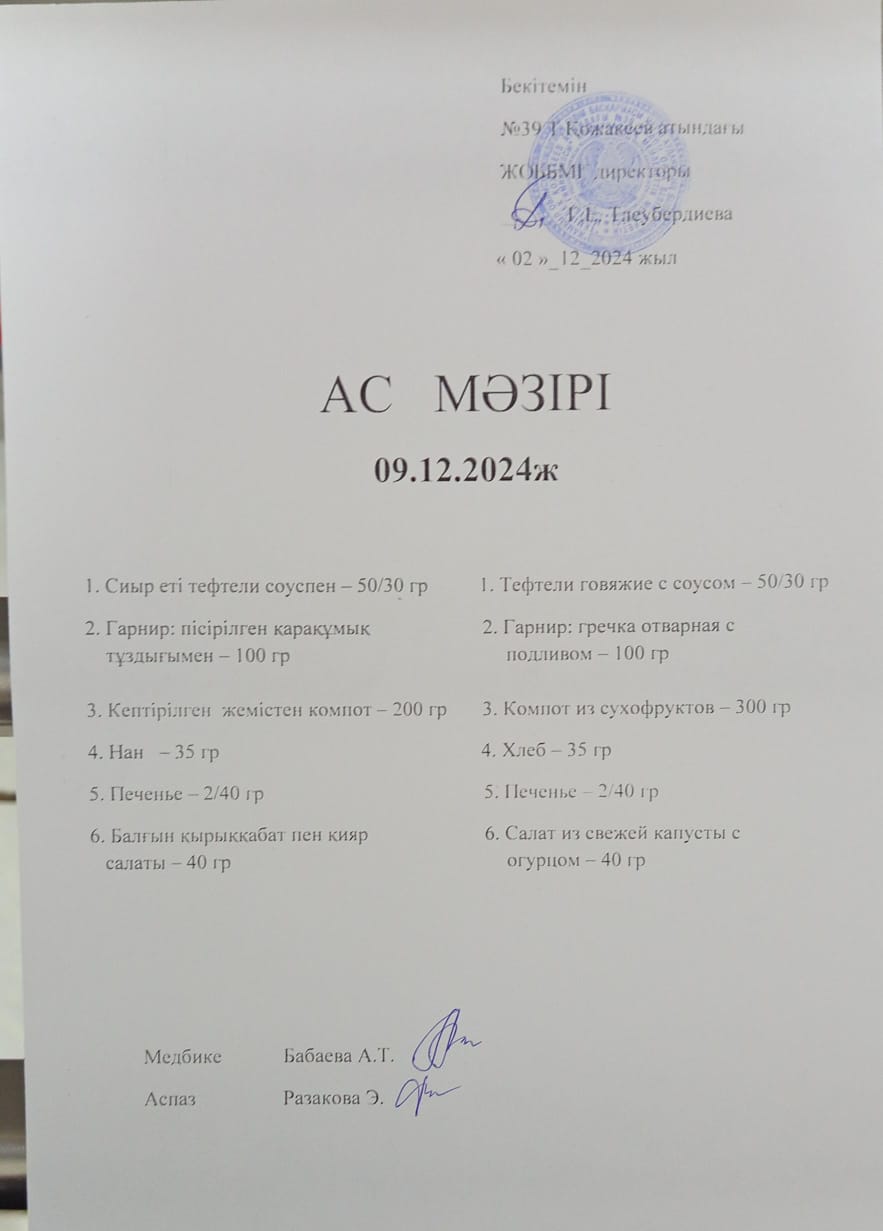 Бекітемін
№39 Т.Қожакеев атындағы
ЖОББМГ директоры
Г.Е. Тлеубердиева
« 02 »_12_2024 жыл
АС МӘЗІРІ
09.12.2024ж
1. Сиыр еті тефтели соуспен – 50/30 гр
2. Гарнир: пісірілген қарақұмық
тұздығымен – 100 гр
3. Кептірілген жемістен компот – 200 гр
4. Нан – 35 гр
5. Печенье – 2/40 гр
6. Балғын қырыққабат пен қияр
салаты – 40 гр
1. Тефтели говяжие с соусом – 50/30 гр
2. Гарнир: гречка отварная с
подливом – 100 гр
3. Компот из сухофруктов – 300 гр
4. Хлеб – 35 гр
5. Печенье – 2/40 гр
6. Салат из свежей капусты с
огурцом – 40 гр
Медбике Бабаева А.Т.
Аспаз Разакова Э.